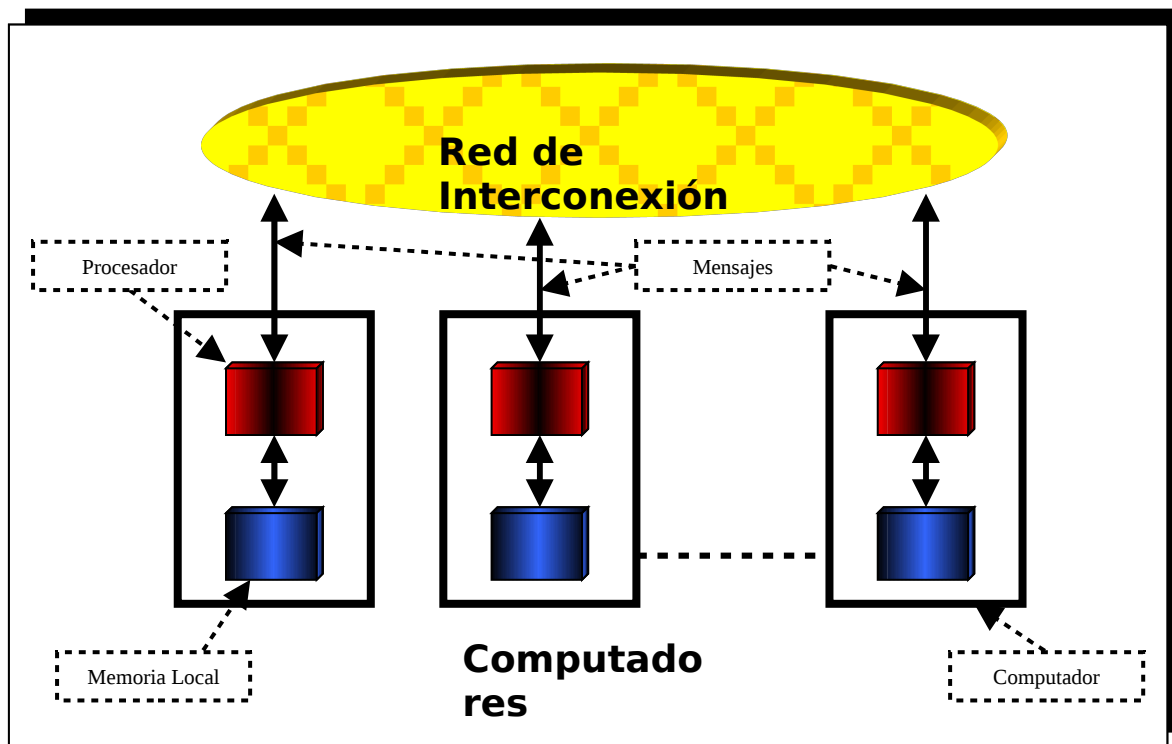 Red de
Interconexión
Procesador
Mensajes
Memoria Local
Computado
res
Computador